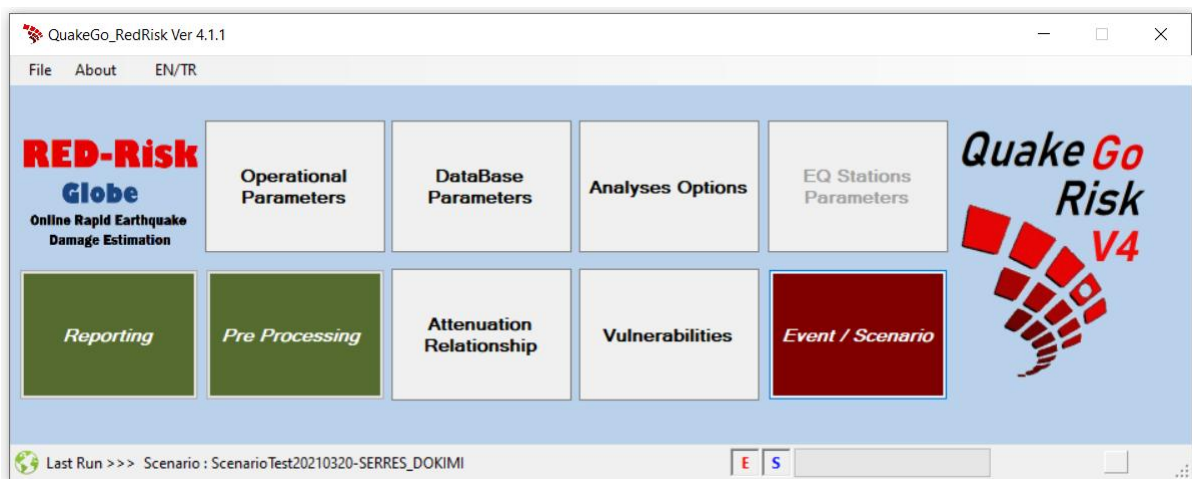 QuakeGo_RedRisk Ver 4.1.1
File About EN/TR
RED-Risk
Globe
Online Rapid Earthquake
Damage Estimation
Operational
Parameters
DataBase
Parameters
Analyses Options
EQ Stations
Parameters
Quake Go
Risk
V4
Reporting
Pre Processing
Attenuation
Relationship
Vulnerabilities
Event / Scenario
Last Run >>> Scenario : ScenarioTest20210320-SERRES_DOKIMI
E S